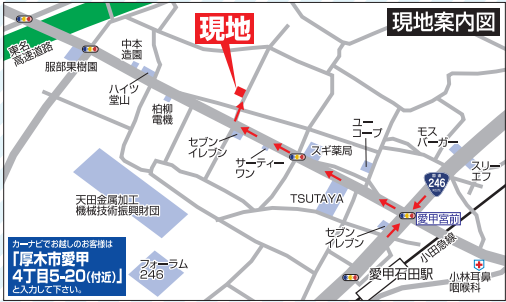 現地案内図
現地
東名
高速道路
服部果樹園
中本
造園
ハイツ
堂山
柏柳
電機
セブン
イレブン
サーティー
ワン
スギ薬局
ユー
コープ
モス
バーガー
スリー
エフ
国道
246
TSUTAYA
愛甲宮前
セブン
イレブン
小田急線
愛甲石田駅
小林耳鼻
咽喉科
天田金属加工
機械技術振興財団
フォーラム
246
カーナビでお越しのお客様は
「厚木市愛甲
4丁目5-20(付近)」
と入力して下さい。